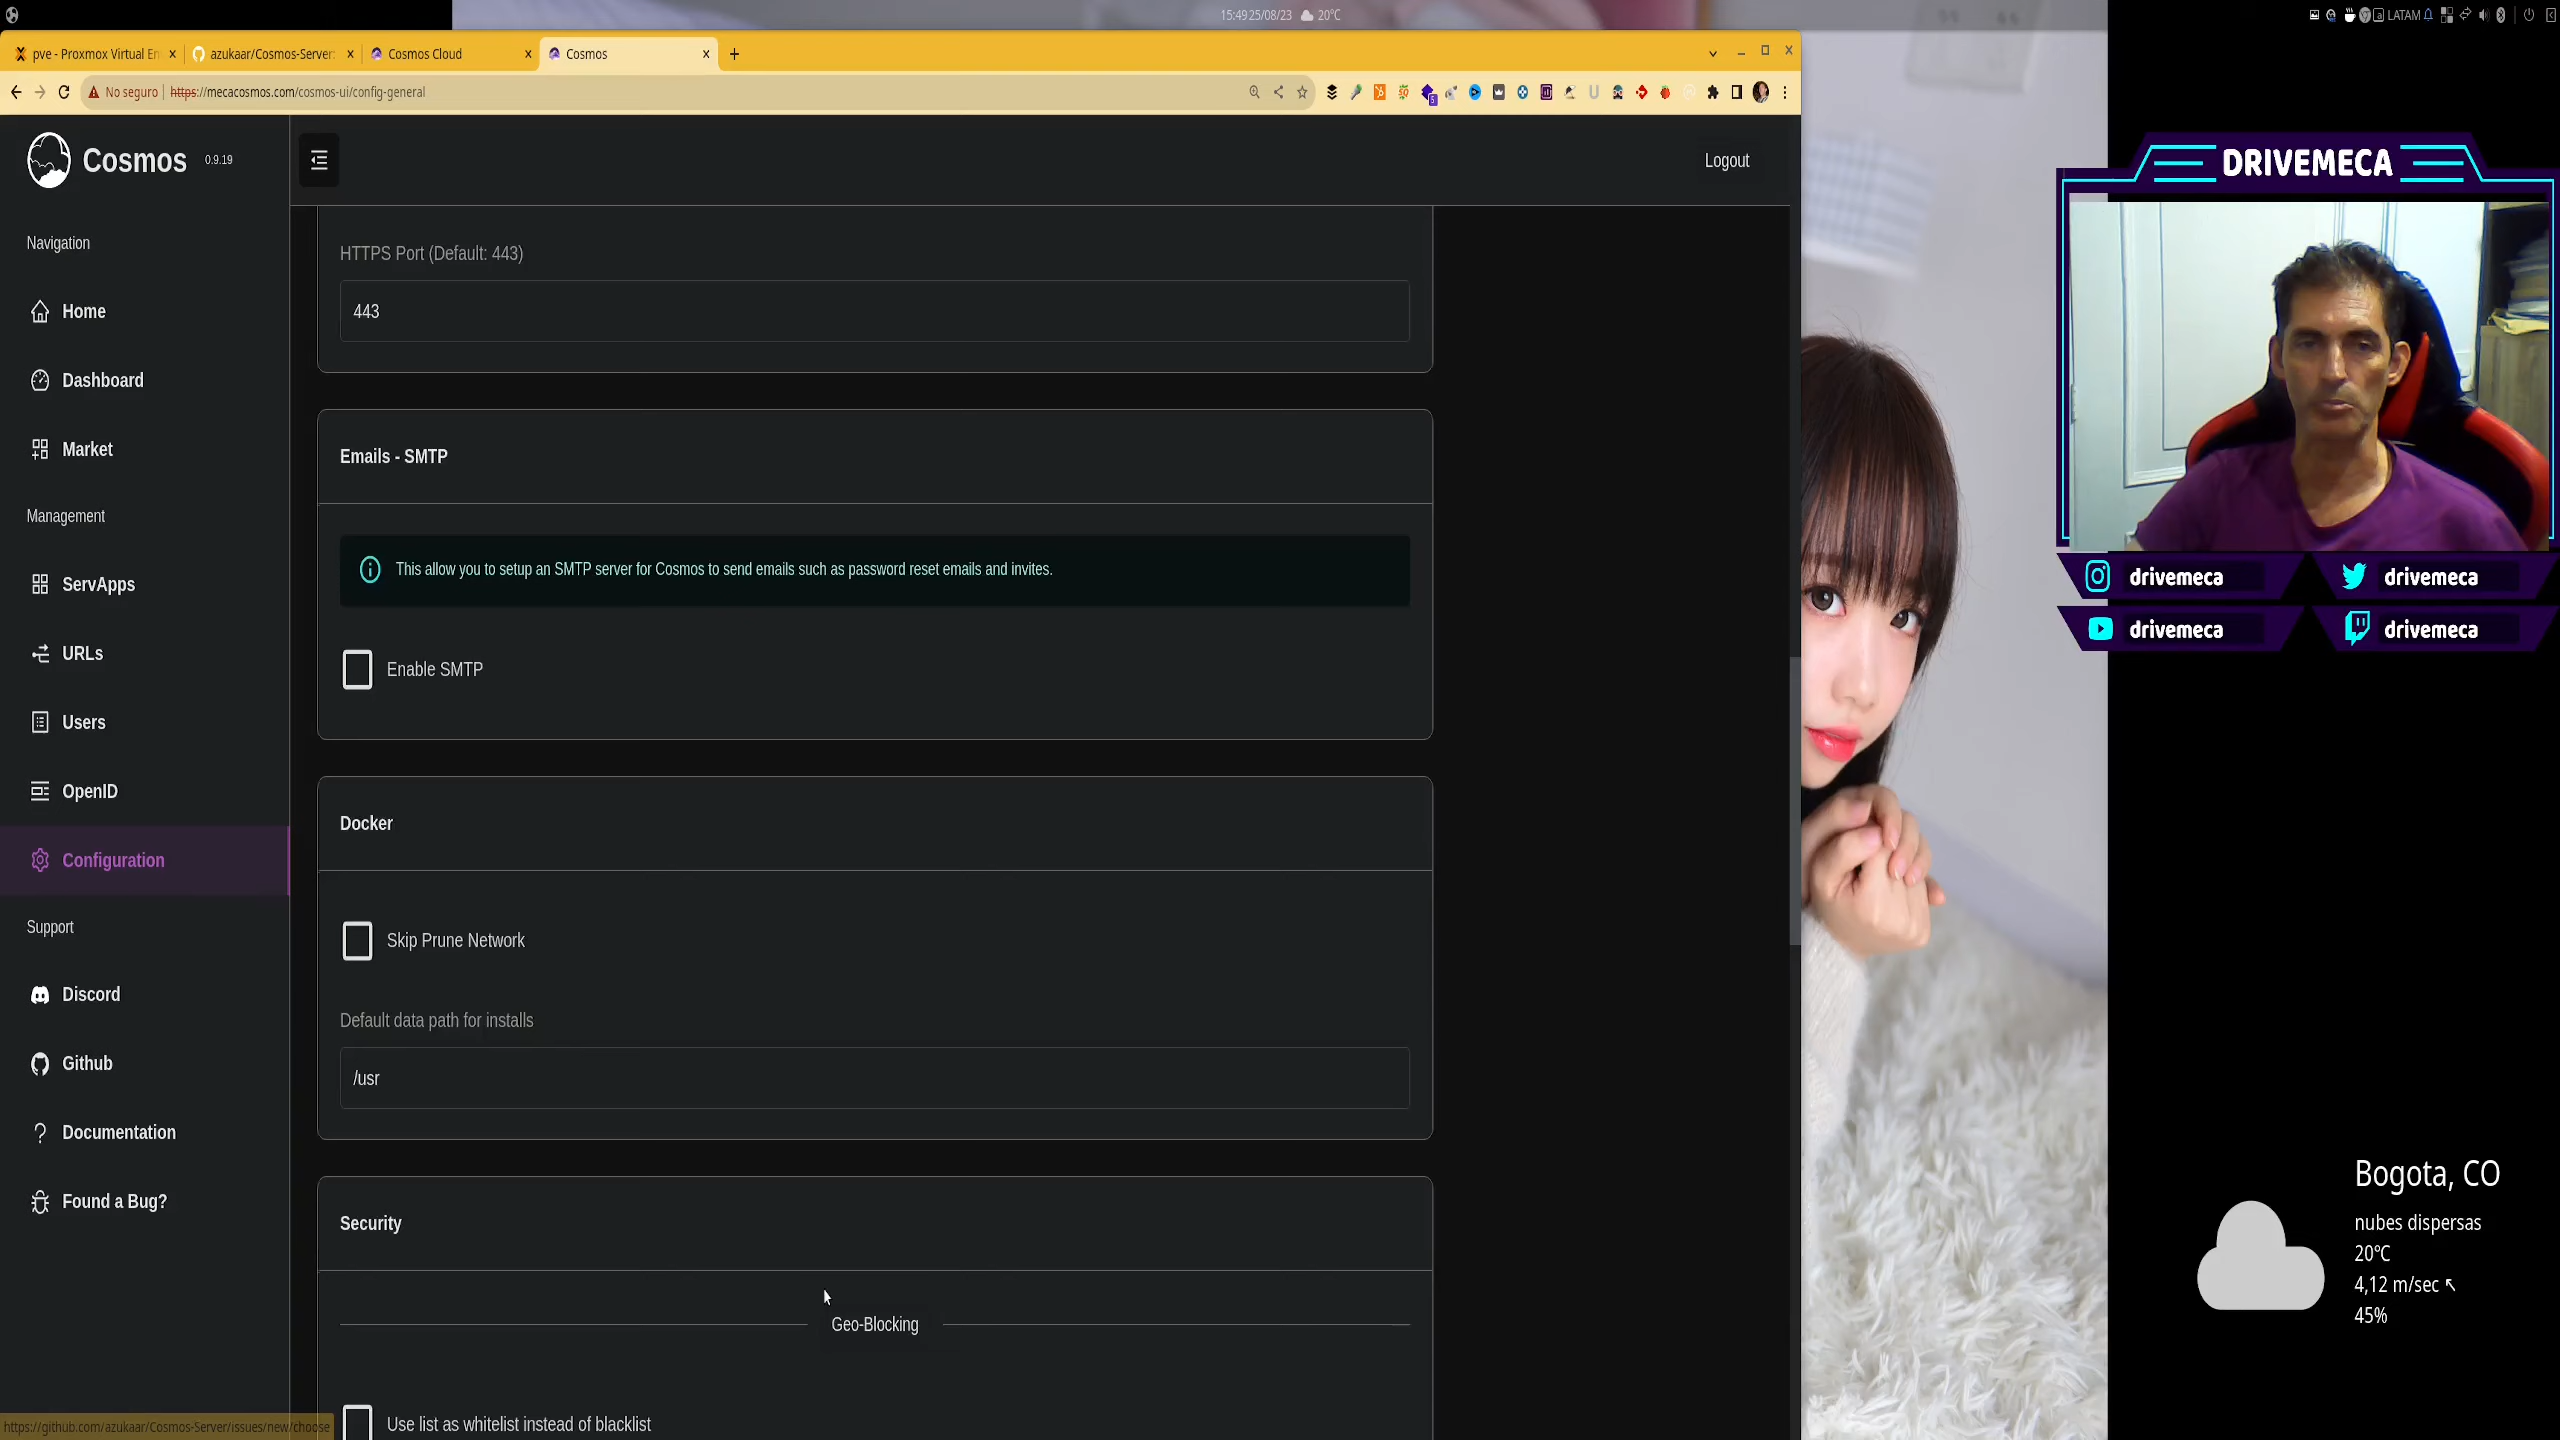 15:49 25/08/23 20°C
LATAM
pve - Proxmox Virtual En
azukaar/Cosmos-Server:
Cosmos Cloud
Cosmos
No seguro
https://mecacosmos.com/cosmos-ui/config-general
Cosmos 0.9.19
Logout
Navigation
Home
Dashboard
Market
Management
ServApps
URLs
Users
OpenID
Configuration
Support
Discord
Github
Documentation
Found a Bug?
https://github.com/azukaar/Cosmos-Server/issues/new/choose
HTTPS Port (Default: 443)
443
Emails - SMTP
This allow you to setup an SMTP server for Cosmos to send emails such as password reset emails and invites.
Enable SMTP
Docker
Skip Prune Network
Default data path for installs
/usr
Security
Geo-Blocking
Use list as whitelist instead of blacklist
DRIVEMECA
drivemeca
drivemeca
drivemeca
drivemeca
Bogota, CO
nubes dispersas
20°C
4,12 m/sec ↖
45%